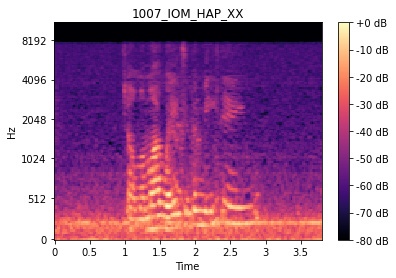 1007_IOM_HAP_XX
+0 dB
8192
-10 dB
4096
-20 dB
-30 dB
2048
Hz
-40 dB
1024
-50 dB
512
-60 dB
-70 dB
0
-80 dB
0 0.5 1 1.5 2 2.5 3 3.5
Time